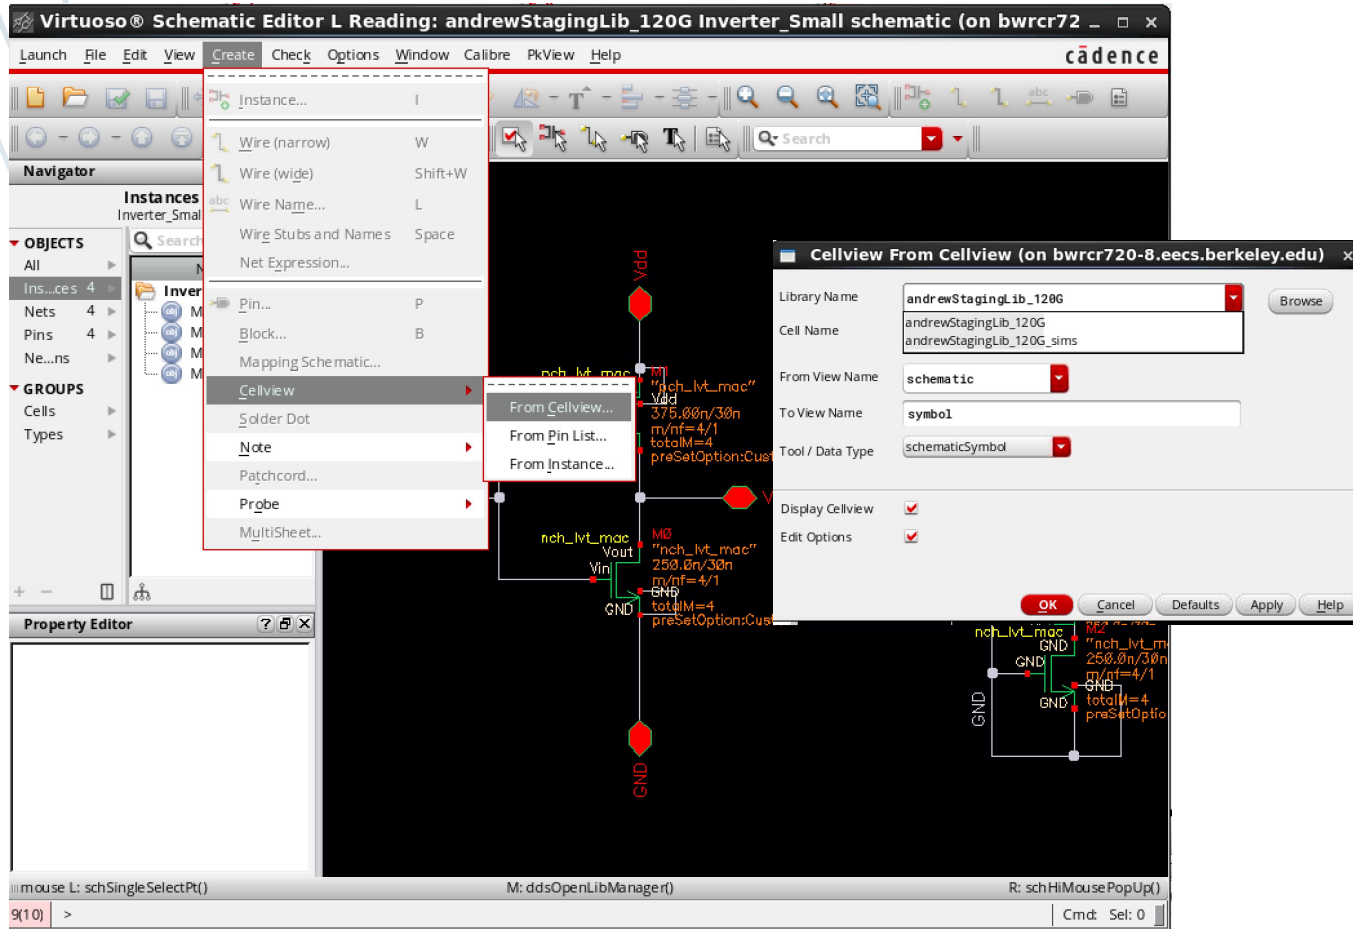 Virtuoso® Schematic Editor L Reading: andrewStagingLib_120G Inverter_Small schematic (on bwrcr72
Launch File Edit View Create Check Options Window Calibre PkView Help
cādence
Search
Navigator
Instances
Inverter_Smal
OBJECTS
Search
All
N
Ins...ces 4
Inver
Nets 4
M
Pins 4
M
Ne...ns
M
M
GROUPS
Cells
Types
Instance... I
Wire (narrow) W
Wire (wide) Shift+W
abc Wire Name... L
Wire Stubs and Names Space
Net Expression...
Pin... P
Block... B
Mapping Schematic...
Cellview
Solder Dot
Note
Patchcord...
Probe
MultiSheet...
From Cellview...
From Pin List...
From Instance...
Vdd
M1
"pch_lvt_mac"
Vdd
375.00n/30n
m/nf=4/1
totalM=4
preSetOption:Cust
nch_lvt_mac
Vout
Vin
GND
M0
"nch_lvt_mac"
250.0n/30n
m/nf=4/1
GND
totalM=4
preSetOption:Cus
GND
Cellview From Cellview (on bwrcr720-8.eecs.berkeley.edu)
Library Name andrewStagingLib_120G Browse
andrewStagingLib_120G
Cell Name
andrewStagingLib_120G_sims
From View Name schematic
To View Name symbol
Tool / Data Type schematicSymbol
Display Cellview
Edit Options
OK Cancel Defaults Apply Help
nch_lvt_mac
GND
GND
GND
GND
M2
"nch_lvt_m
250.0n/30n
m/nf=4/1
GND
totalM=4
preSetOptio
Property Editor
mouse L: schSingleSelectPt() M: ddsOpenLibManager() R: schHiMousePopUp()
9(10) > Cmd: Sel: 0